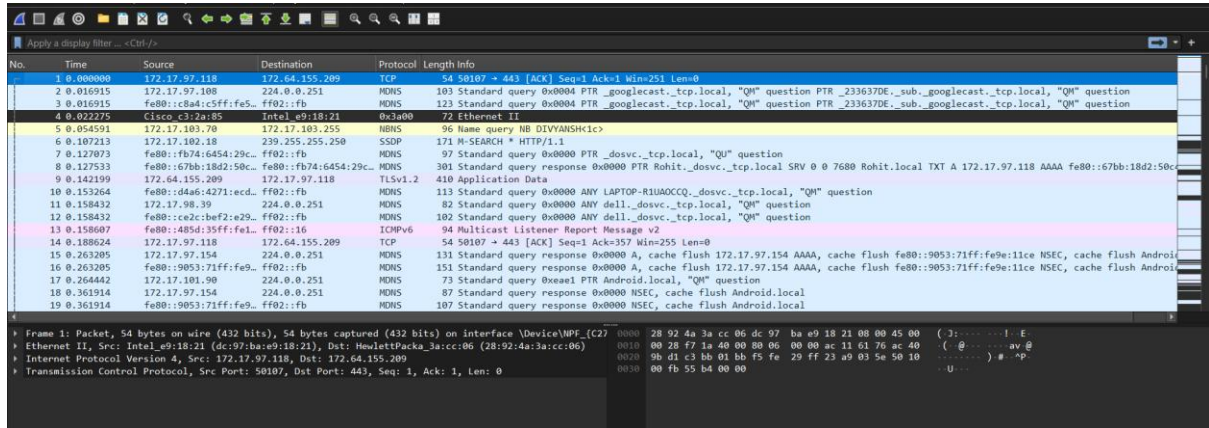 Apply a display filter ... <Ctrl-/>
No. Time Source Destination Protocol Length Info
1 0.000000 172.17.97.118 172.64.155.209 TCP 54 50107 → 443 [ACK] Seq=1 Ack=1 Win=251 Len=0
2 0.016915 172.17.97.108 224.0.0.251 MDNS 103 Standard query 0x0004 PTR _googlecast._tcp.local, "QM" question PTR _233637DE._sub._googlecast._tcp.local, "QM" question
3 0.016915 fe80::c8a4:c5ff:fe5… ff02::fb MDNS 123 Standard query 0x0004 PTR _googlecast._tcp.local, "QM" question PTR _233637DE._sub._googlecast._tcp.local, "QM" question
4 0.022275 Cisco_c3:2a:85 Intel_e9:18:21 0x3a00 72 Ethernet II
5 0.054591 172.17.103.70 172.17.103.255 NBNS 96 Name query NB DIVYANSH<1c>
6 0.107213 172.17.102.18 239.255.255.250 SSDP 171 M-SEARCH * HTTP/1.1
7 0.127073 fe80::fb74:6454:29c… ff02::fb MDNS 97 Standard query 0x0000 PTR _dosvc._tcp.local, "QU" question
8 0.127533 fe80::67bb:18d2:50c… fe80::fb74:6454:29c… MDNS 301 Standard query response 0x0000 PTR Rohit._dosvc._tcp.local SRV 0 0 7680 Rohit.local TXT A 172.17.97.118 AAAA fe80::67bb:18d2:50c
9 0.142199 172.64.155.209 172.17.97.118 TLSv1.2 410 Application Data
10 0.153264 fe80::d4a6:4271:ecd… ff02::fb MDNS 113 Standard query 0x0000 ANY LAPTOP-R1UAOCCQ._dosvc._tcp.local, "QM" question
11 0.158432 172.17.98.39 224.0.0.251 MDNS 82 Standard query 0x0000 ANY dell._dosvc._tcp.local, "QM" question
12 0.158432 fe80::ce2c:bef2:e29… ff02::fb MDNS 102 Standard query 0x0000 ANY dell._dosvc._tcp.local, "QM" question
13 0.158607 fe80::485d:35ff:fe1… ff02::16 ICMPv6 94 Multicast Listener Report Message v2
14 0.188624 172.17.97.118 172.64.155.209 TCP 54 50107 → 443 [ACK] Seq=1 Ack=357 Win=255 Len=0
15 0.263205 172.17.97.154 224.0.0.251 MDNS 131 Standard query response 0x0000 A, cache flush 172.17.97.154 AAAA, cache flush fe80::9053:71ff:fe9e:11ce NSEC, cache flush Androi
16 0.263205 fe80::9053:71ff:fe9… ff02::fb MDNS 151 Standard query response 0x0000 A, cache flush 172.17.97.154 AAAA, cache flush fe80::9053:71ff:fe9e:11ce NSEC, cache flush Androi
17 0.264442 172.17.101.90 224.0.0.251 MDNS 73 Standard query 0xeae1 PTR Android.local, "QM" question
18 0.361914 172.17.97.154 224.0.0.251 MDNS 87 Standard query response 0x0000 NSEC, cache flush Android.local
19 0.361914 fe80::9053:71ff:fe9… ff02::fb MDNS 107 Standard query response 0x0000 NSEC, cache flush Android.local
Frame 1: Packet, 54 bytes on wire (432 bits), 54 bytes captured (432 bits) on interface \Device\NPF_{C27
Ethernet II, Src: Intel_e9:18:21 (dc:97:ba:e9:18:21), Dst: HewlettPacka_3a:cc:06 (28:92:4a:3a:cc:06)
Internet Protocol Version 4, Src: 172.17.97.118, Dst: 172.64.155.209
Transmission Control Protocol, Src Port: 50107, Dst Port: 443, Seq: 1, Ack: 1, Len: 0
0000 28 92 4a 3a cc 06 dc 97 ba e9 18 21 08 00 45 00 (·J:···· ···!··E·
0010 00 28 f7 1a 40 00 80 06 00 00 ac 11 61 76 ac 40 ·(··@··· ····av·@
0020 9b d1 c3 bb 01 bb f5 fe 29 ff 23 a9 03 5e 50 10 ········ )·#··^P·
0030 00 fb 55 b4 00 00 ··U···